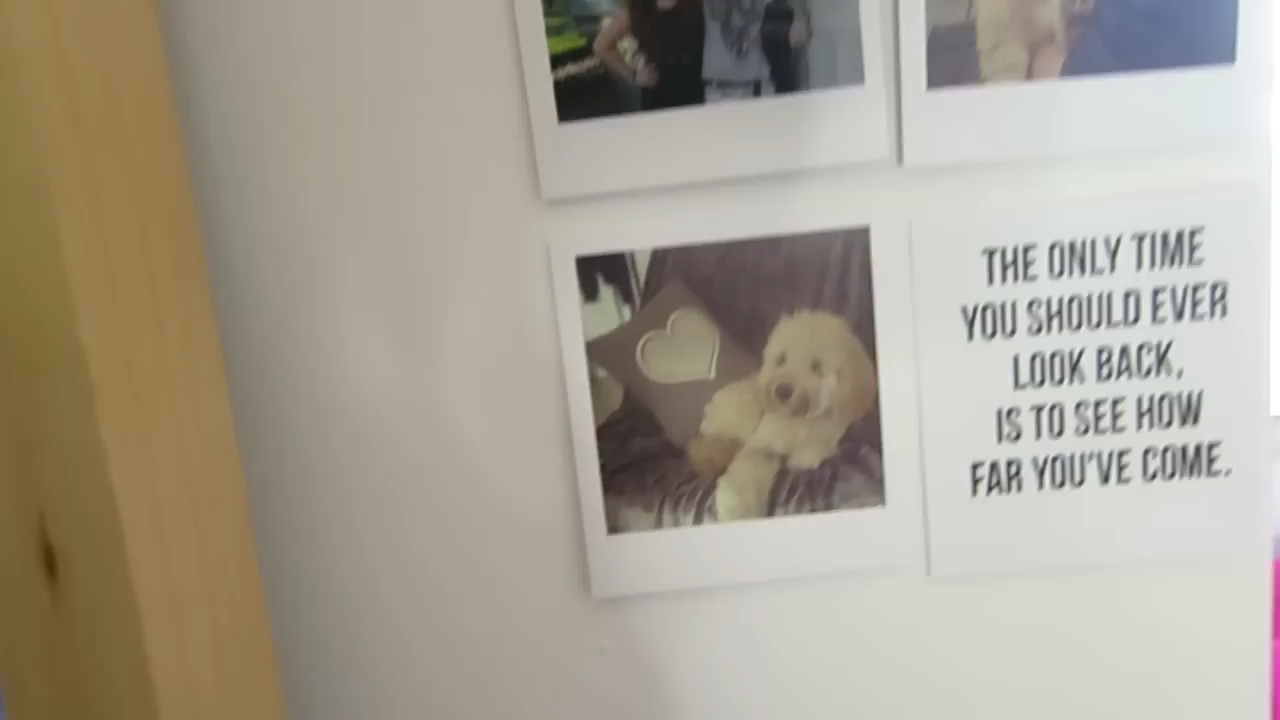 THE ONLY TIME
YOU SHOULD EVER
LOOK BACK,
IS TO SEE HOW
FAR YOU'VE COME.